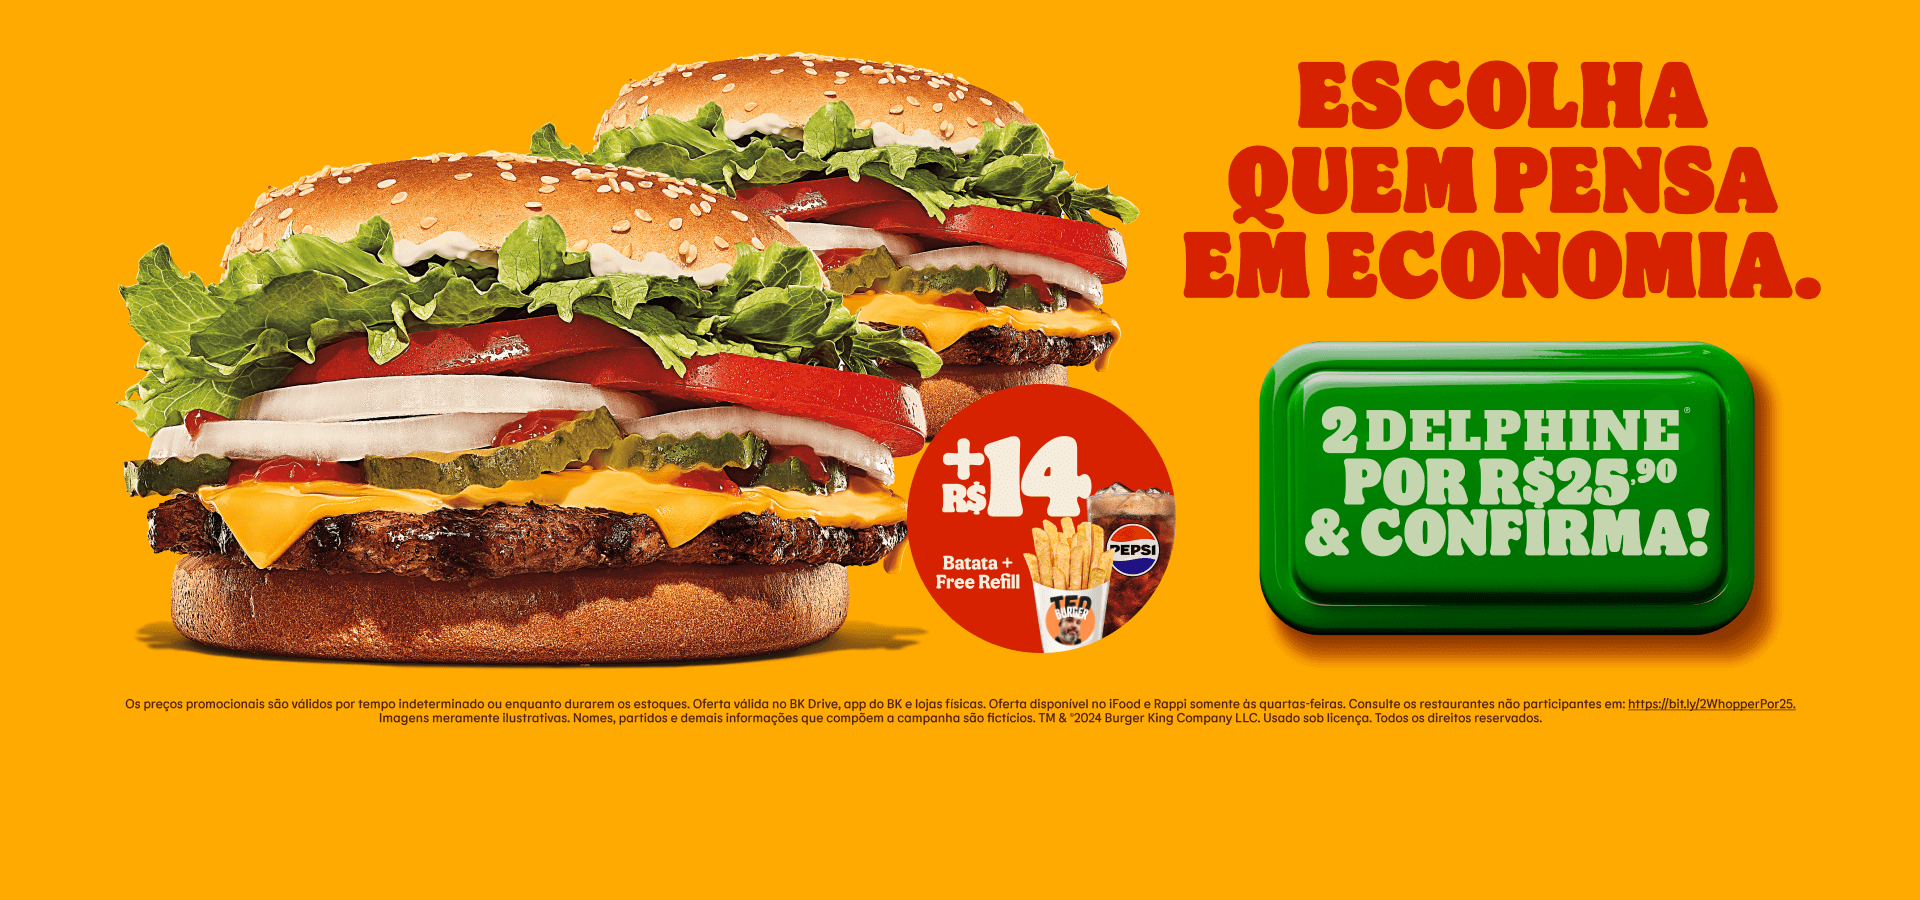 ESCOLHA
QUEM PENSA
EM ECONOMIA.
2 DELPHINE®
POR R$25,90
& CONFIRMA!
+
R$14
Batata +
Free Refill
PEPSI
TED
BURGER
Os preços promocionais são válidos por tempo indeterminado ou enquanto durarem os estoques. Oferta válida no BK Drive, app do BK e lojas físicas. Oferta disponível no iFood e Rappi somente às quartas-feiras. Consulte os restaurantes não participantes em: https://bit.ly/2WhopperPor25.
Imagens meramente ilustrativas. Nomes, partidos e demais informações que compõem a campanha são fictícios. TM & ®2024 Burger King Company LLC. Usado sob licença. Todos os direitos reservados.